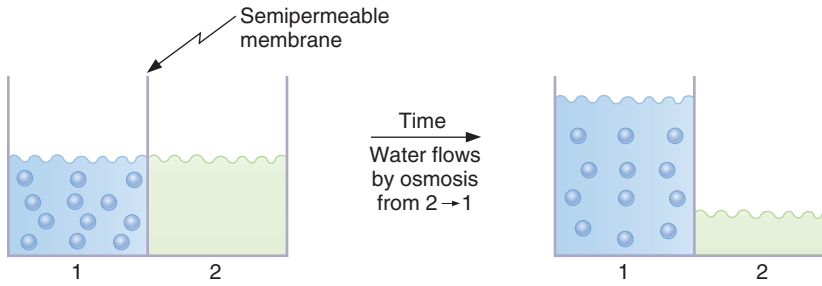 Semipermeable
membrane
Time
Water flows
by osmosis
from 2→1
1
2
1
2